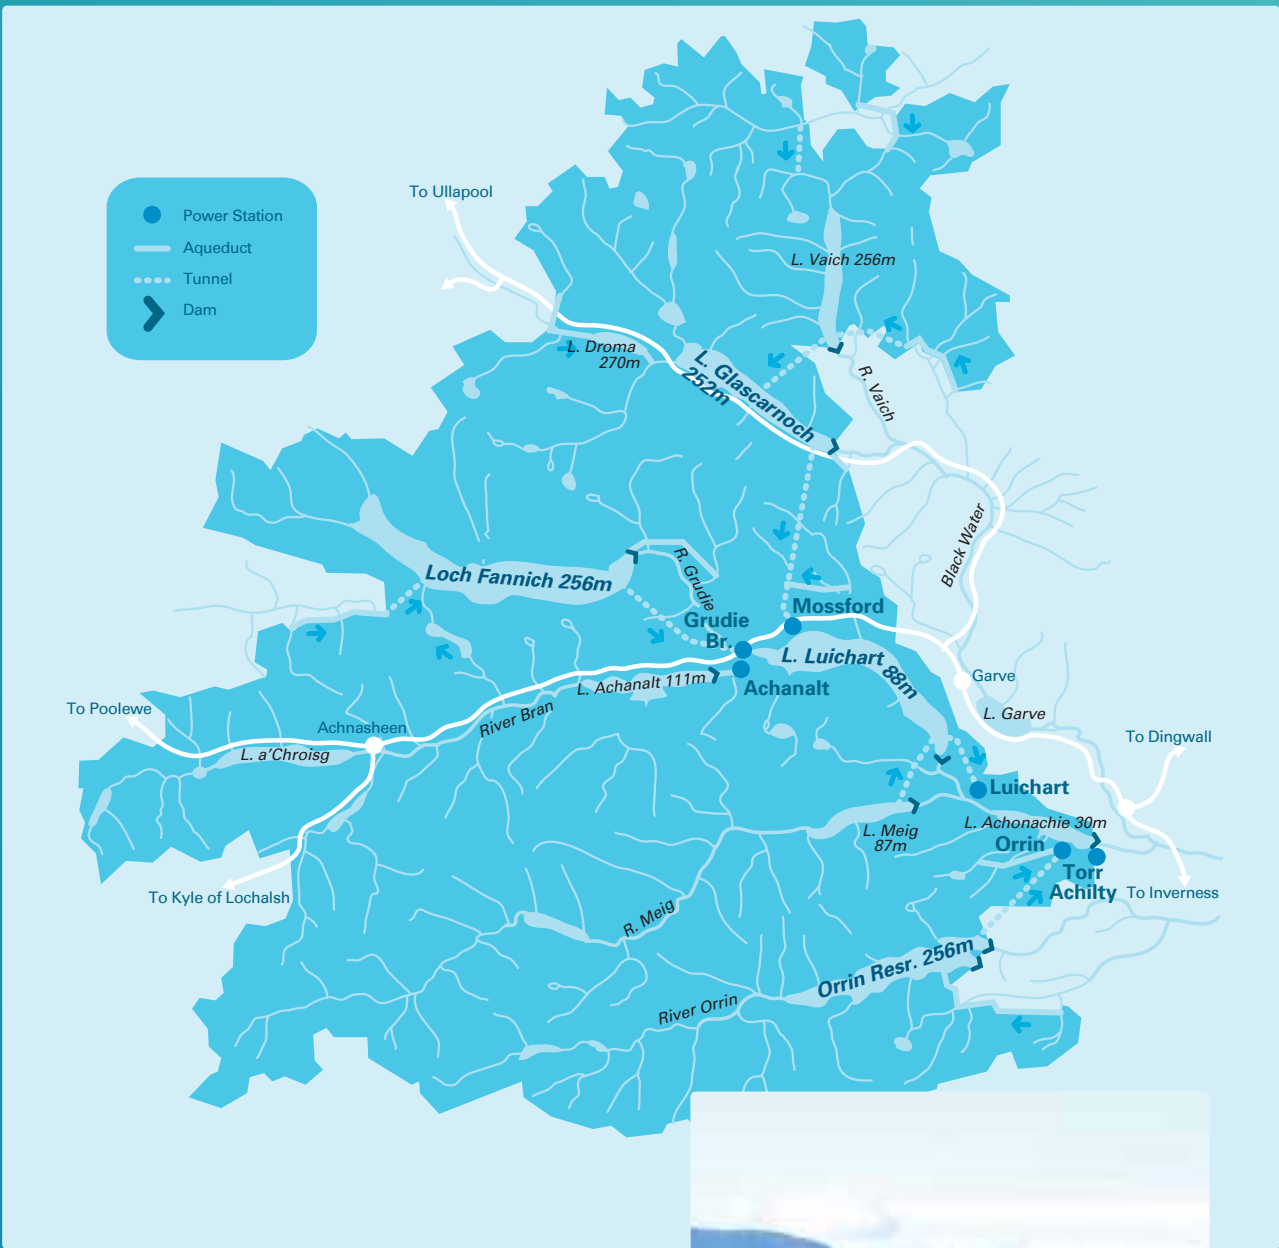 To Ullapool
Power Station
Aqueduct
Tunnel
Dam
L. Vaich 256m
L. Droma
270m
L. Glascarnoch
252m
R. Vaich
Black Water
Loch Fannich 256m
R. Grudie
Mossford
Grudie
Br.
L. Luichart
88m
Achanalt
L. Achanalt 111m
Garve
L. Garve
To Poolewe
Achnasheen
River Bran
L. a'Chroisg
To Dingwall
Luichart
L. Meig
87m
L. Achonachie 30m
Orrin
Torr
Achilty
To Inverness
To Kyle of Lochalsh
R. Meig
Orrin Resr. 256m
River Orrin